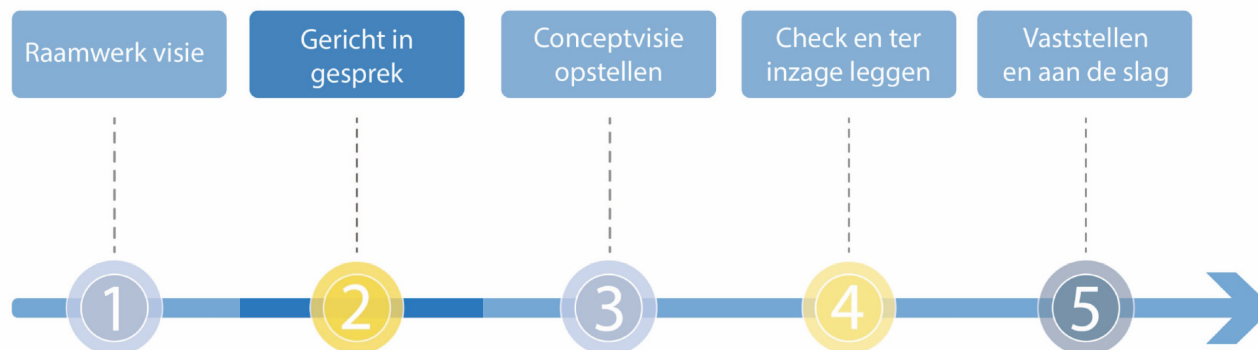 Raamwerk visie
Gericht in
gesprek
Conceptvisie
opstellen
Check en ter
inzage leggen
Vaststellen
en aan de slag
1
2
3
4
5